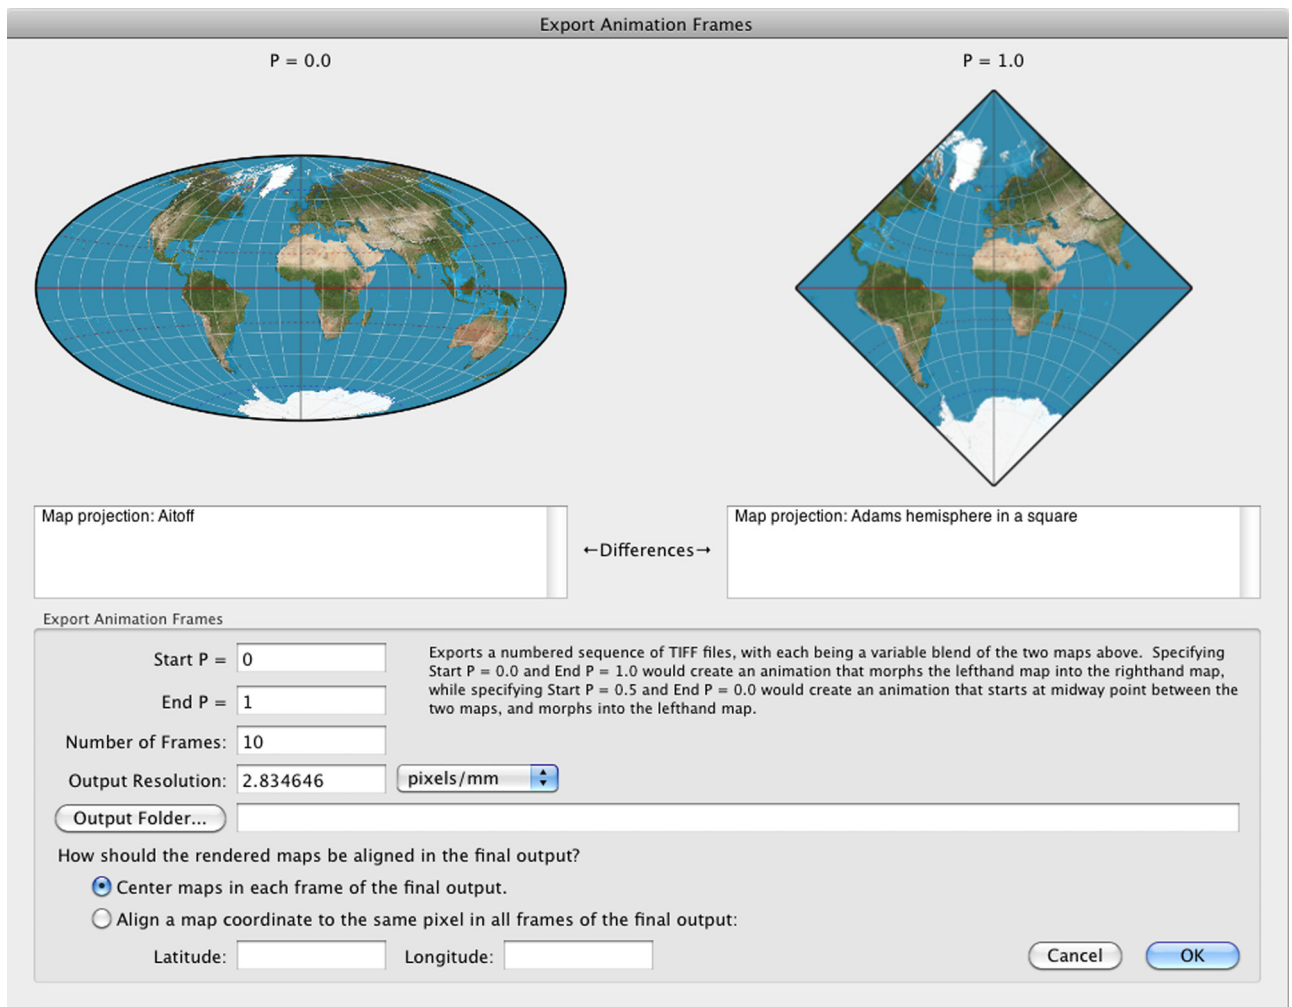 Export Animation Frames
P = 0.0
P = 1.0
Map projection: Aitoff
←Differences→
Map projection: Adams hemisphere in a square
Export Animation Frames
Start P = 0
End P = 1
Number of Frames: 10
Output Resolution: 2.834646 pixels/mm
Output Folder...
Exports a numbered sequence of TIFF files, with each being a variable blend of the two maps above. Specifying
Start P = 0.0 and End P = 1.0 would create an animation that morphs the lefthand map into the righthand map,
while specifying Start P = 0.5 and End P = 0.0 would create an animation that starts at midway point between the
two maps, and morphs into the lefthand map.
How should the rendered maps be aligned in the final output?
Center maps in each frame of the final output.
Align a map coordinate to the same pixel in all frames of the final output:
Latitude:
Longitude:
Cancel
OK